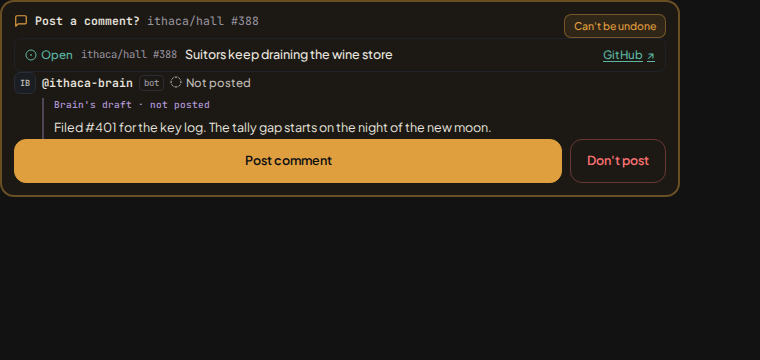 Post a comment? ithaca/hall #388
Can't be undone
Open ithaca/hall #388 Suitors keep draining the wine store GitHub ↗
IB @ithaca-brain bot Not posted
Brain's draft · not posted
Filed #401 for the key log. The tally gap starts on the night of the new moon.
Post comment Don't post